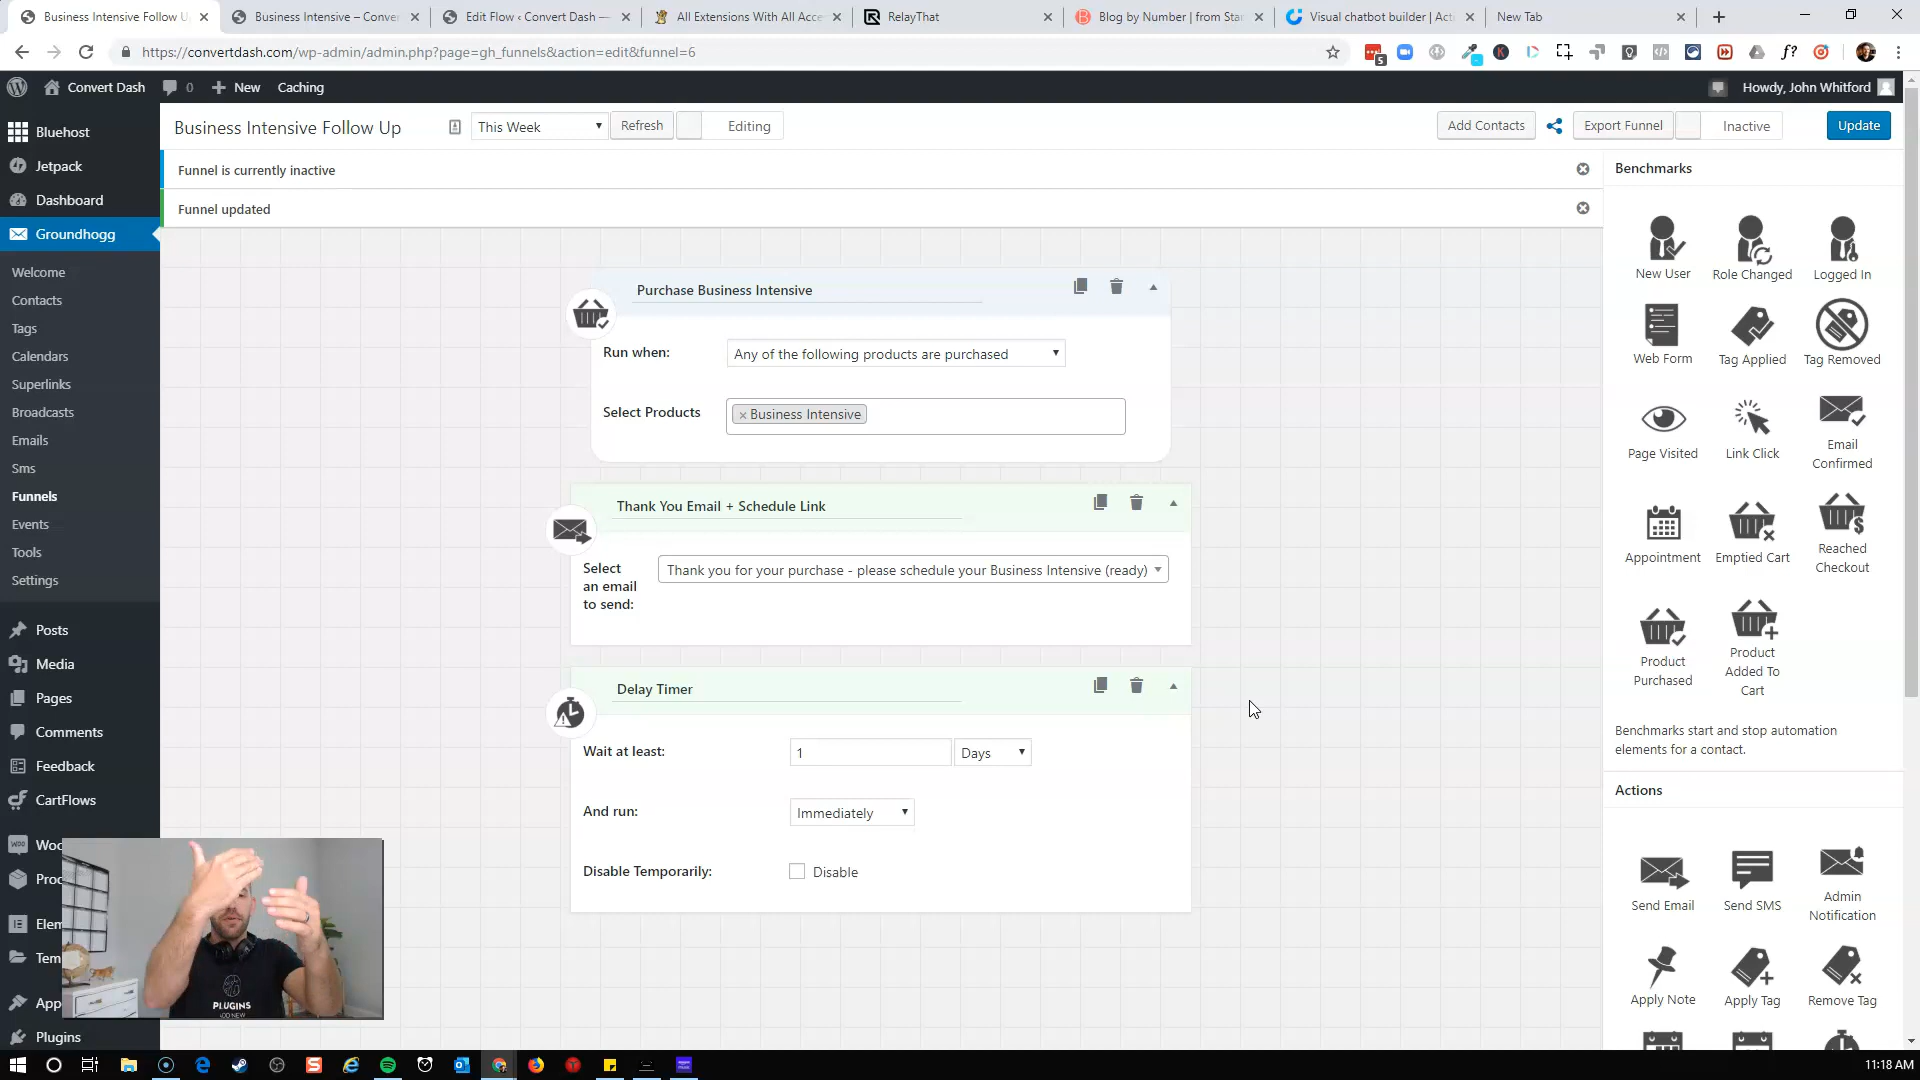 Business Intensive Follow U
Business Intensive – Conver
Edit Flow ‹ Convert Dash —
All Extensions With All Acce
RelayThat
Blog by Number | from Star
Visual chatbot builder | Act
New Tab
https://convertdash.com/wp-admin/admin.php?page=gh_funnels&action=edit&funnel=6
5
Convert Dash
0
New
Caching
Howdy, John Whitford
Bluehost
Jetpack
Dashboard
Groundhogg
Welcome
Contacts
Tags
Calendars
Superlinks
Broadcasts
Emails
Sms
Funnels
Events
Tools
Settings
Posts
Media
Pages
Comments
Feedback
CartFlows
Woo
Proc
Elem
Tem
App
Plugins
Business Intensive Follow Up
This Week
Refresh
Editing
Add Contacts
Export Funnel
Inactive
Update
Funnel is currently inactive
Funnel updated
Purchase Business Intensive
Run when:
Any of the following products are purchased
Select Products
× Business Intensive
Thank You Email + Schedule Link
Select
an email
to send:
Thank you for your purchase - please schedule your Business Intensive (ready)
Delay Timer
Wait at least:
1
Days
And run:
Immediately
Disable Temporarily:
Disable
Benchmarks
New User
Role Changed
Logged In
Web Form
Tag Applied
Tag Removed
Page Visited
Link Click
Email
Confirmed
Appointment
Emptied Cart
Reached
Checkout
Product
Purchased
Product
Added To
Cart
Benchmarks start and stop automation
elements for a contact.
Actions
Send Email
Send SMS
Admin
Notification
Apply Note
Apply Tag
Remove Tag
PLUGINS
ADD NEW
11:18 AM